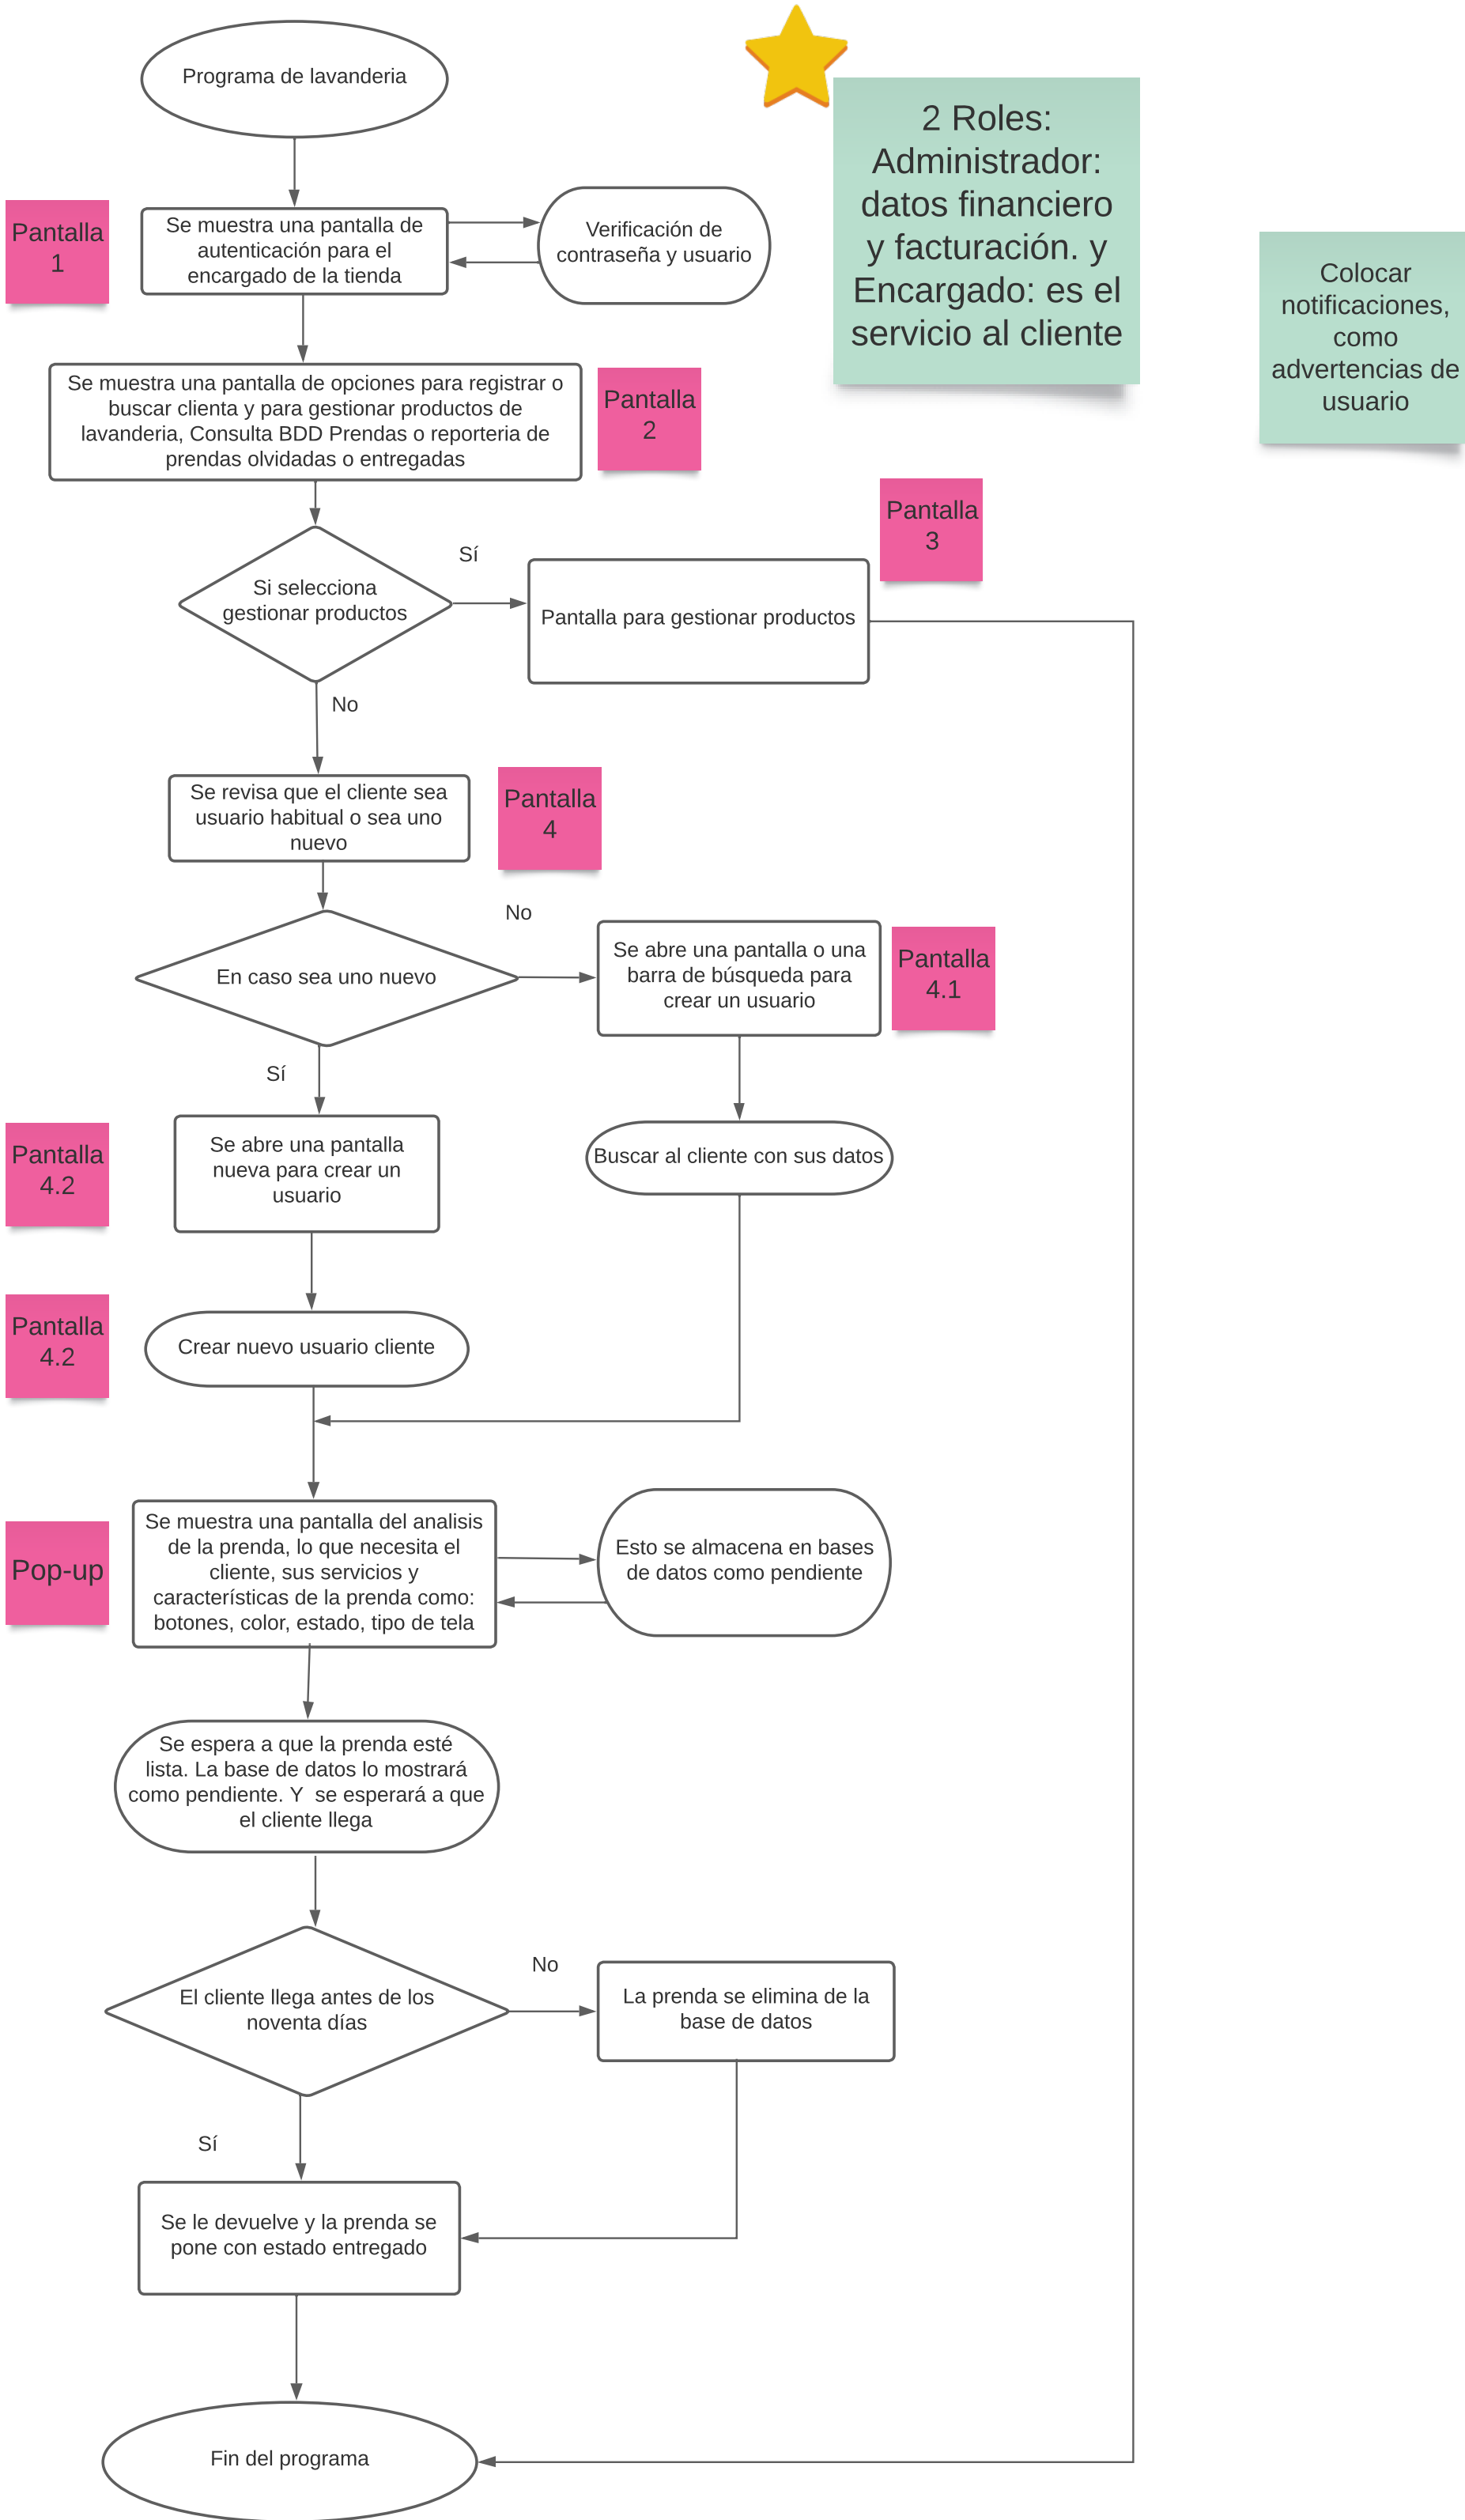 Programa de lavanderia
2 Roles:
Administrador:
datos financiero
y facturación. y
Encargado: es el
servicio al cliente
Pantalla
1
Se muestra una pantalla de
autenticación para el
encargado de la tienda
Verificación de
contraseña y usuario
Colocar
notificaciones,
como
advertencias de
usuario
Se muestra una pantalla de opciones para registrar o
buscar clienta y para gestionar productos de
lavanderia, Consulta BDD Prendas o reporteria de
prendas olvidadas o entregadas
Pantalla
2
Pantalla
3
Si selecciona
gestionar productos
Sí
Pantalla para gestionar productos
No
Se revisa que el cliente sea
usuario habitual o sea uno
nuevo
Pantalla
4
En caso sea uno nuevo
No
Se abre una pantalla o una
barra de búsqueda para
crear un usuario
Pantalla
4.1
Sí
Pantalla
4.2
Se abre una pantalla
nueva para crear un
usuario
Buscar al cliente con sus datos
Pantalla
4.2
Crear nuevo usuario cliente
Pop-up
Se muestra una pantalla del analisis
de la prenda, lo que necesita el
cliente, sus servicios y
características de la prenda como:
botones, color, estado, tipo de tela
Esto se almacena en bases
de datos como pendiente
Se espera a que la prenda esté
lista. La base de datos lo mostrará
como pendiente. Y  se esperará a que
el cliente llega
El cliente llega antes de los
noventa días
No
La prenda se elimina de la
base de datos
Sí
Se le devuelve y la prenda se
pone con estado entregado
Fin del programa